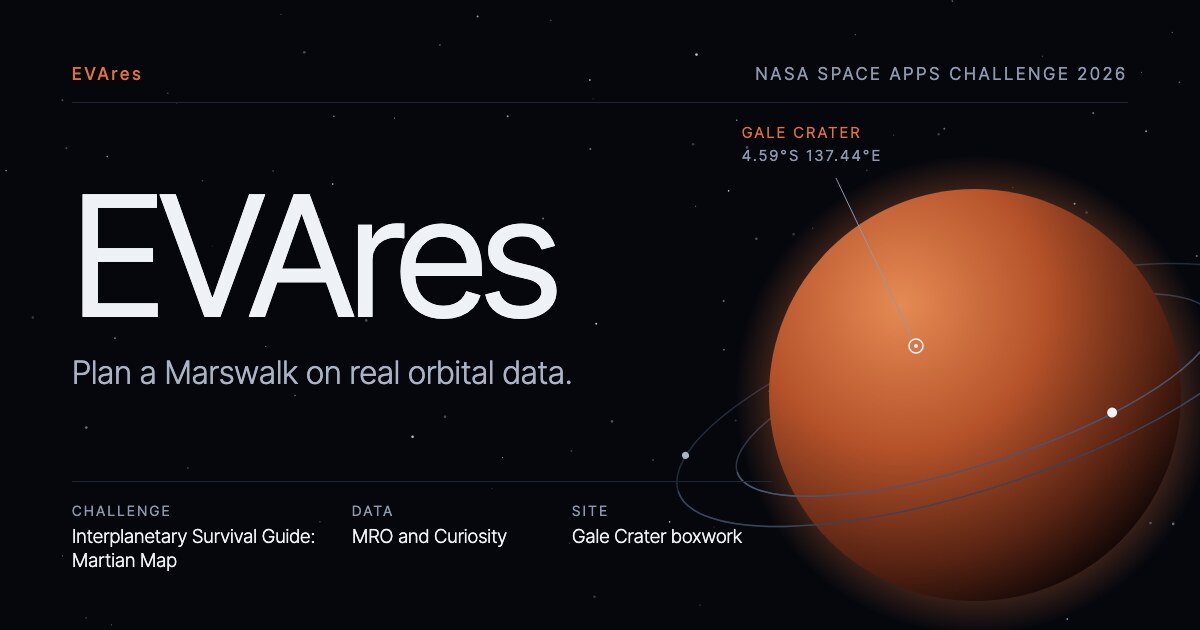 EVAres
NASA SPACE APPS CHALLENGE 2026
GALE CRATER
4.59°S 137.44°E
EVAres
Plan a Marswalk on real orbital data.
CHALLENGE
Interplanetary Survival Guide:
Martian Map
DATA
MRO and Curiosity
SITE
Gale Crater boxwork